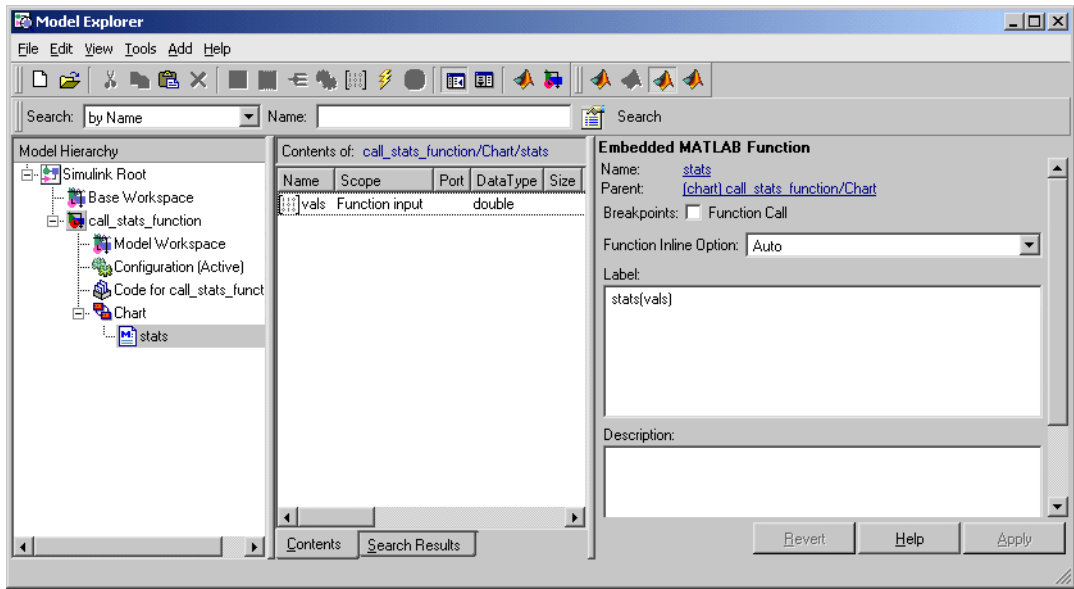 Model Explorer
File Edit View Tools Add Help
Search: by Name Name: Search
Model Hierarchy
Simulink Root
Base Workspace
call_stats_function
Model Workspace
Configuration (Active)
Code for call_stats_funct
Chart
stats
Contents of: call_stats_function/Chart/stats
Name Scope Port DataType Size
vals Function input double
Contents Search Results
Embedded MATLAB Function
Name: stats
Parent: (chart) call_stats_function/Chart
Breakpoints: Function Call
Function Inline Option: Auto
Label:
stats(vals)
Description:
Revert Help Apply